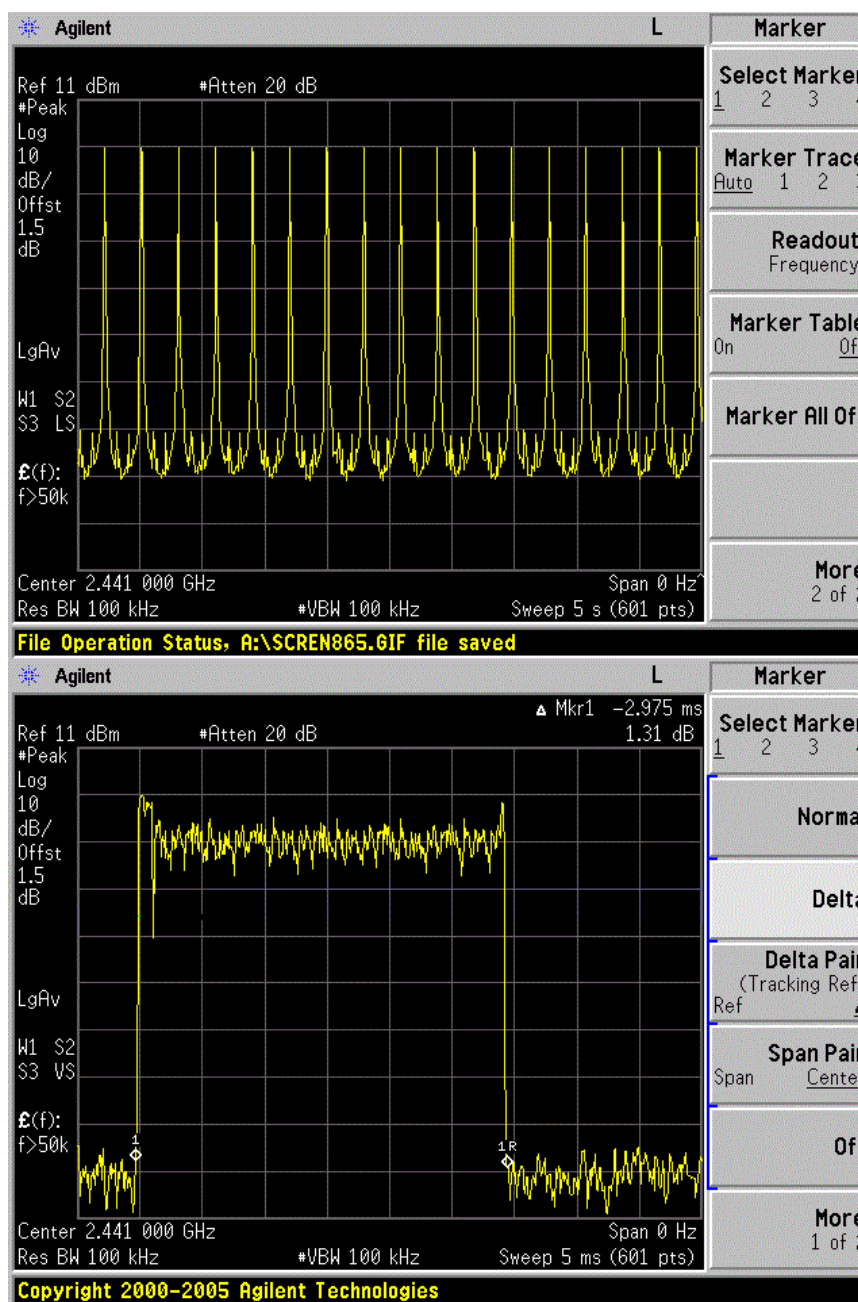 Agilent L Marker
Ref 11 dBm #Atten 20 dB
#Peak
Log
10
dB/
Offst
1.5
dB
LgAv
W1 S2
S3 LS
£(f):
f>50k
Center 2.441 000 GHz Span 0 Hz^
Res BW 100 kHz #VBW 100 kHz Sweep 5 s (601 pts)
Select Marker
1 2 3
Marker Trace
Auto 1 2
Readout
Frequency
Marker Table
On Of
Marker All Of
More
2 of 2
File Operation Status, A:\SCREN865.GIF file saved
Agilent L Marker
Δ Mkr1 -2.975 ms
Ref 11 dBm #Atten 20 dB 1.31 dB
#Peak
Log
10
dB/
Offst
1.5
dB
LgAv
W1 S2
S3 VS
£(f):
f>50k
1
1R
Center 2.441 000 GHz Span 0 Hz
Res BW 100 kHz #VBW 100 kHz Sweep 5 ms (601 pts)
Select Marker
1 2 3
Norma
Delta
Delta Pair
(Tracking Ref
Ref
Span Pair
Span Cente
Of
More
1 of 2
Copyright 2000-2005 Agilent Technologies